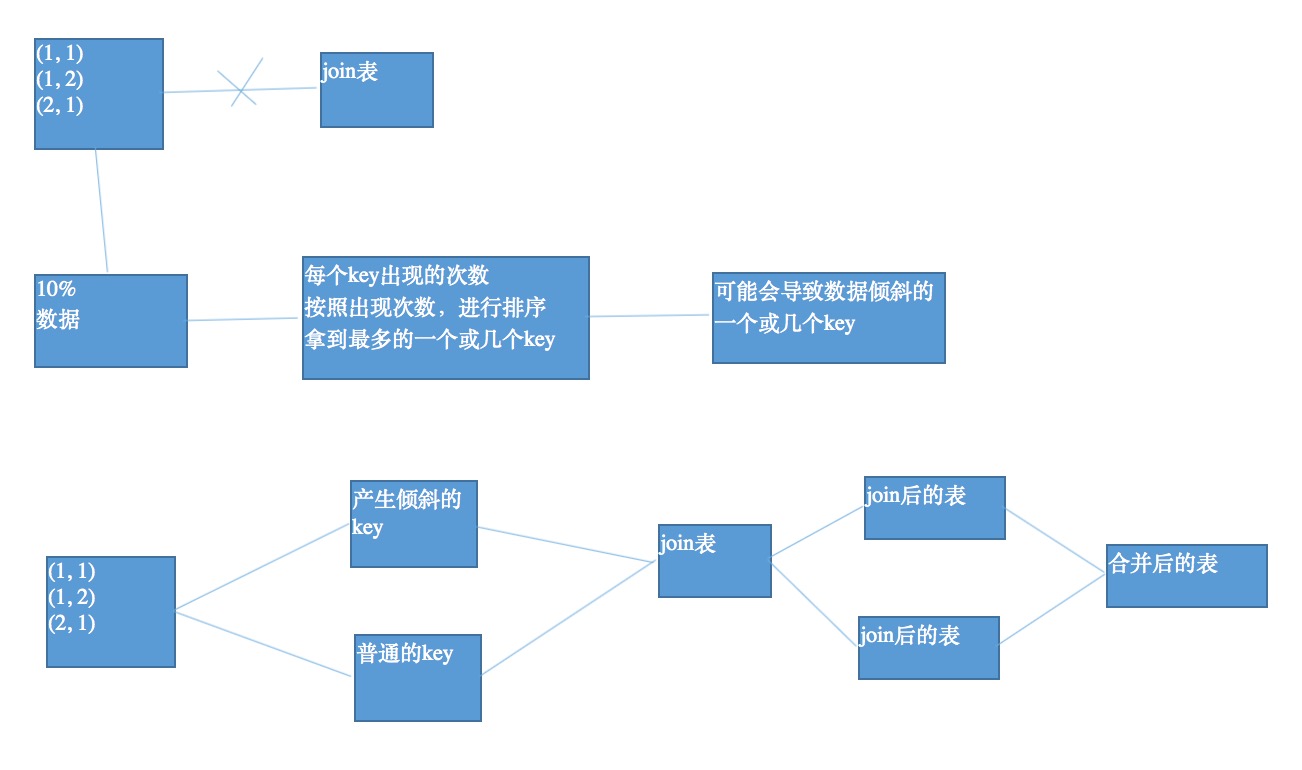 (1, 1)
(1, 2)
(2, 1)
join表
10%
数据
每个key出现的次数
按照出现次数，进行排序
拿到最多的一个或几个key
可能会导致数据倾斜的
一个或几个key
(1, 1)
(1, 2)
(2, 1)
产生倾斜的
key
普通的key
join表
join后的表
join后的表
合并后的表